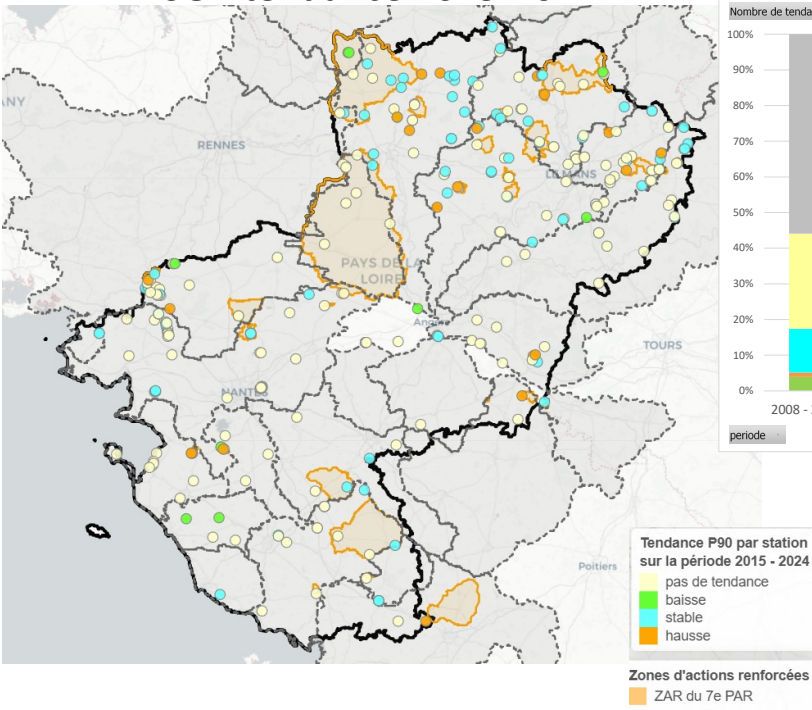 Nombre de tenda
100%
90%
80%
70%
60%
50%
40%
30%
20%
10%
0%
2008 -
periode
ANY
RENNES
LE MANS
PAYS DE LA
LOIRE
Angers
TOURS
NANTES
Poitiers
Tendance P90 par station
sur la période 2015 - 2024
pas de tendance
baisse
stable
hausse
Zones d'actions renforcées
ZAR du 7e PAR